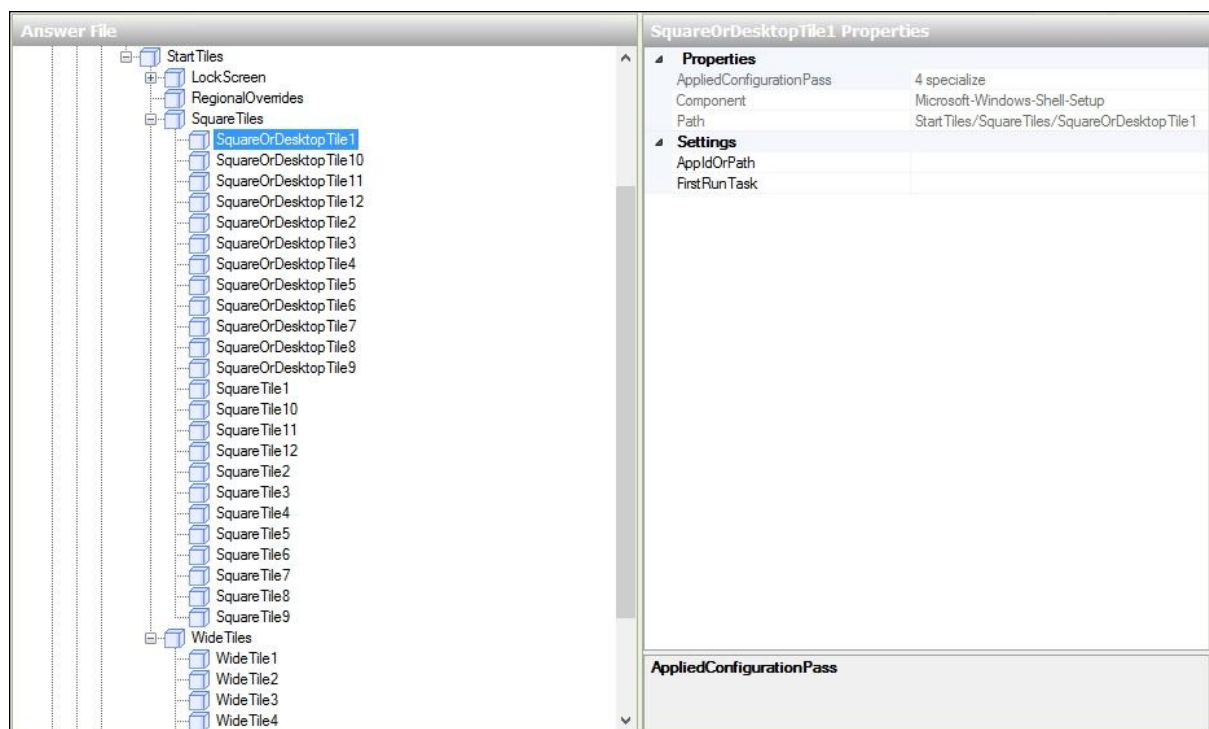 Answer File
StartTiles
LockScreen
RegionalOverrides
SquareTiles
SquareOrDesktopTile1
SquareOrDesktopTile10
SquareOrDesktopTile11
SquareOrDesktopTile12
SquareOrDesktopTile2
SquareOrDesktopTile3
SquareOrDesktopTile4
SquareOrDesktopTile5
SquareOrDesktopTile6
SquareOrDesktopTile7
SquareOrDesktopTile8
SquareOrDesktopTile9
SquareTile1
SquareTile10
SquareTile11
SquareTile12
SquareTile2
SquareTile3
SquareTile4
SquareTile5
SquareTile6
SquareTile7
SquareTile8
SquareTile9
WideTiles
WideTile1
WideTile2
WideTile3
WideTile4
SquareOrDesktopTile1 Properties
Properties
AppliedConfigurationPass 4 specialize
Component Microsoft-Windows-Shell-Setup
Path StartTiles/SquareTiles/SquareOrDesktopTile1
Settings
AppIdOrPath
FirstRunTask
AppliedConfigurationPass